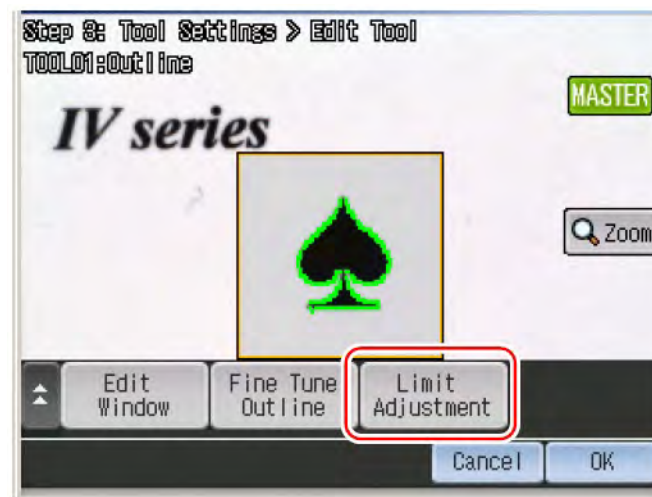 Step 3: Tool Settings > Edit Tool
TOOL01:Outline
MASTER
IV series
Zoom
Edit Window
Fine Tune Outline
Limit Adjustment
Cancel
OK